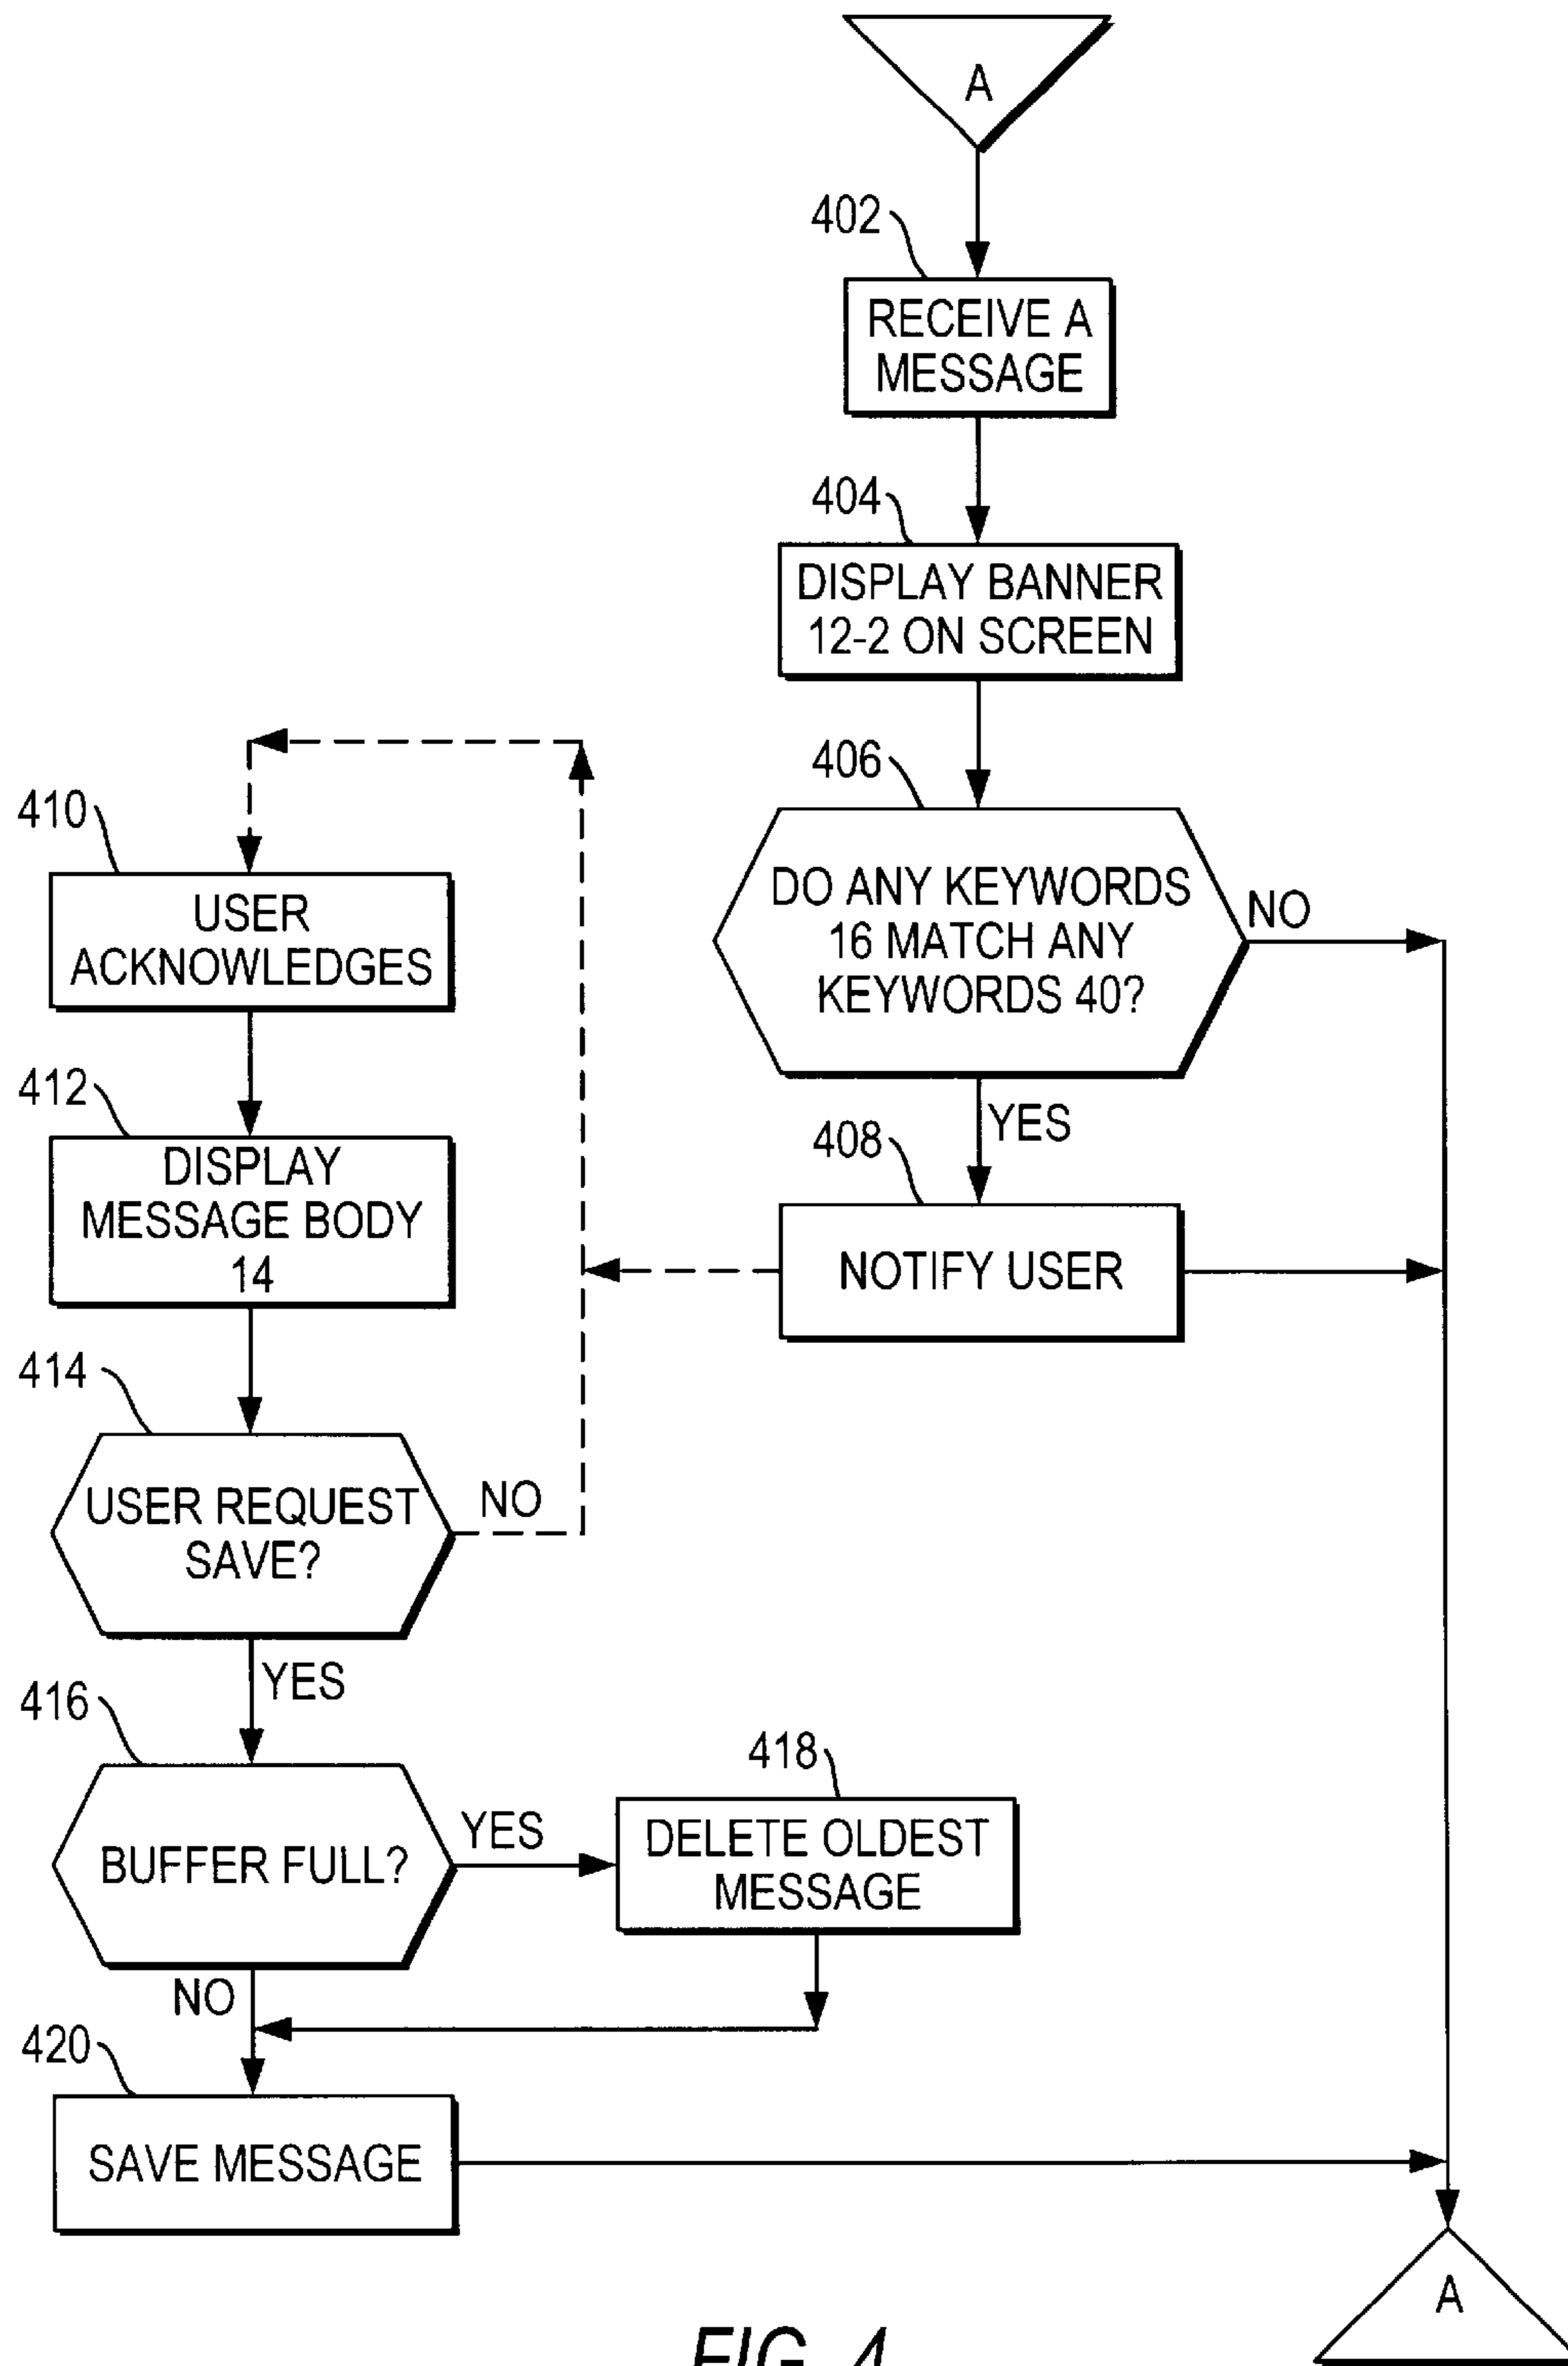 A
402
RECEIVE A
MESSAGE
404
DISPLAY BANNER
12-2 ON SCREEN
406
DO ANY KEYWORDS
16 MATCH ANY
KEYWORDS 40?
NO
YES
408
NOTIFY USER
410
USER
ACKNOWLEDGES
412
DISPLAY
MESSAGE BODY
14
414
USER REQUEST
SAVE?
NO
YES
416
BUFFER FULL?
YES
418
DELETE OLDEST
MESSAGE
NO
420
SAVE MESSAGE
A
FIG. 4